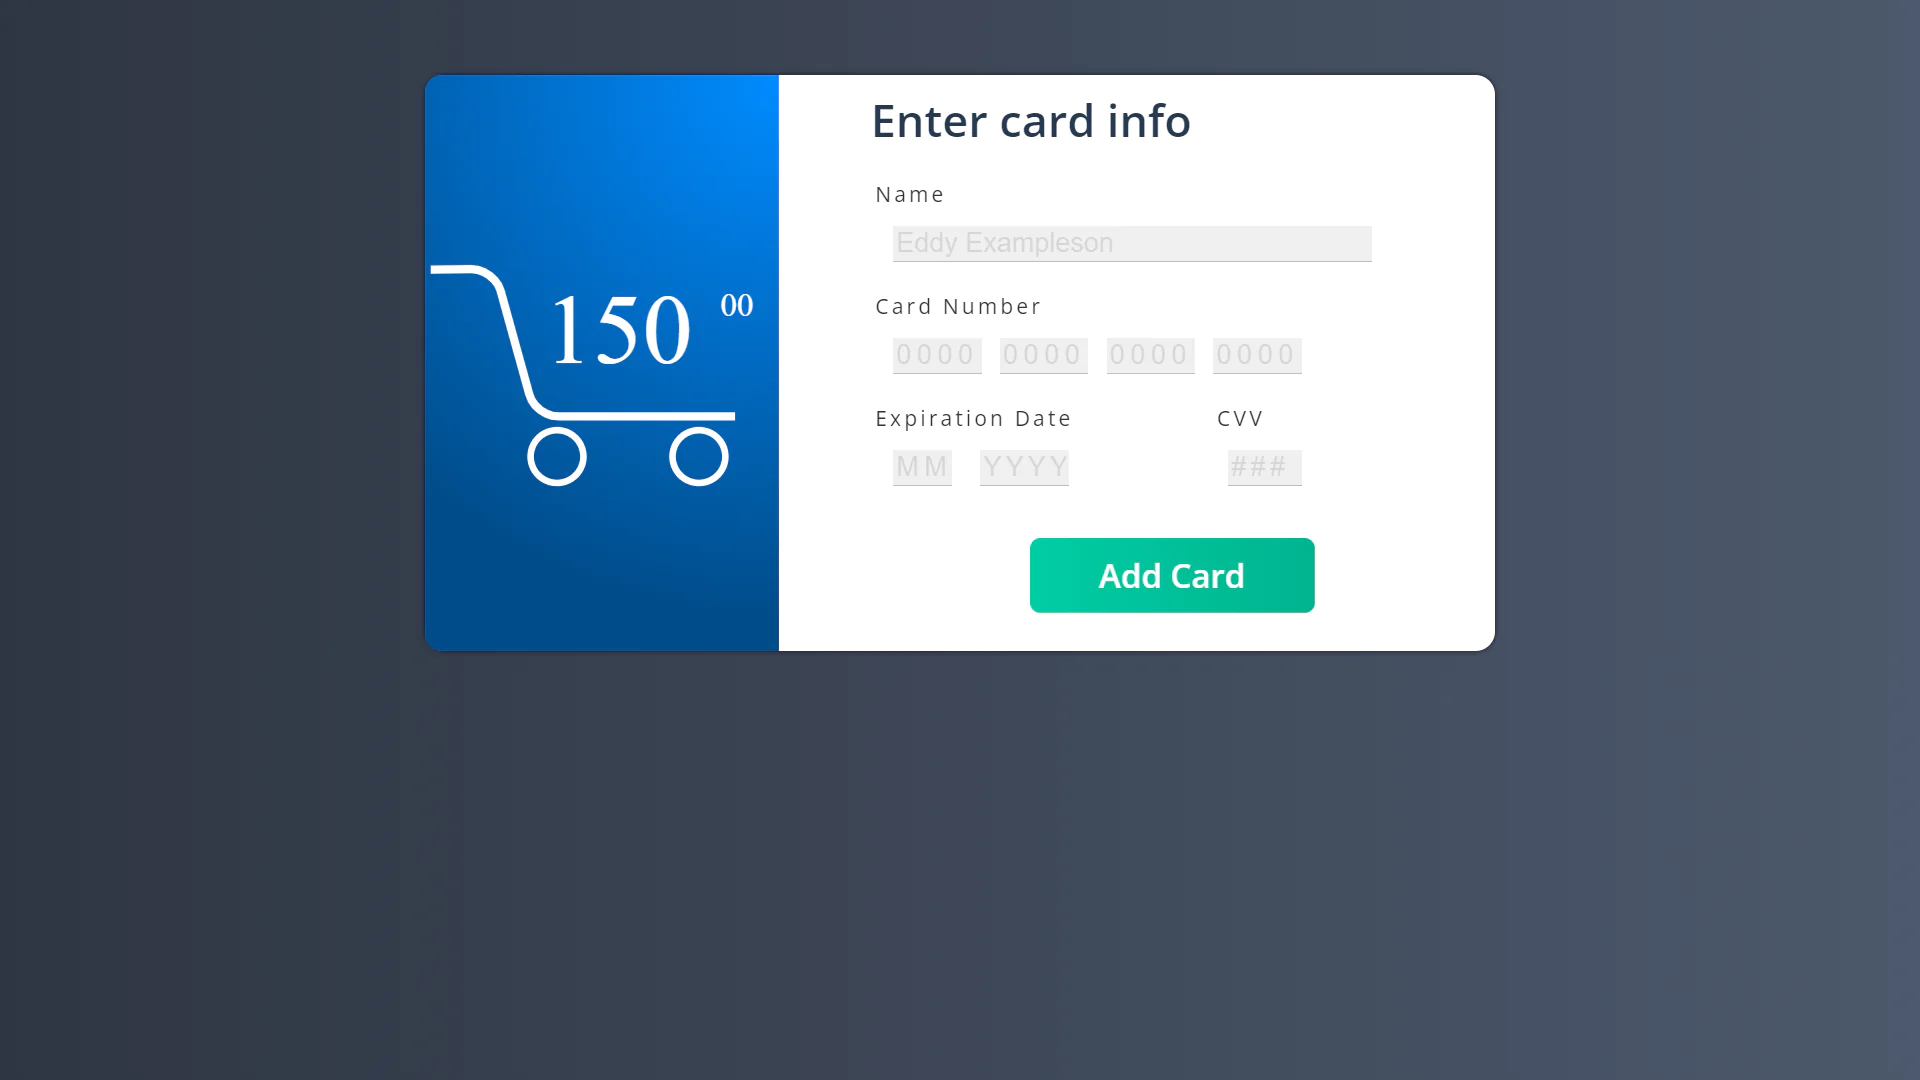 150 00
Enter card info
Name
Eddy Exampleson
Card Number
0000 0000 0000 0000
Expiration Date CVV
MM YYYY ###
Add Card